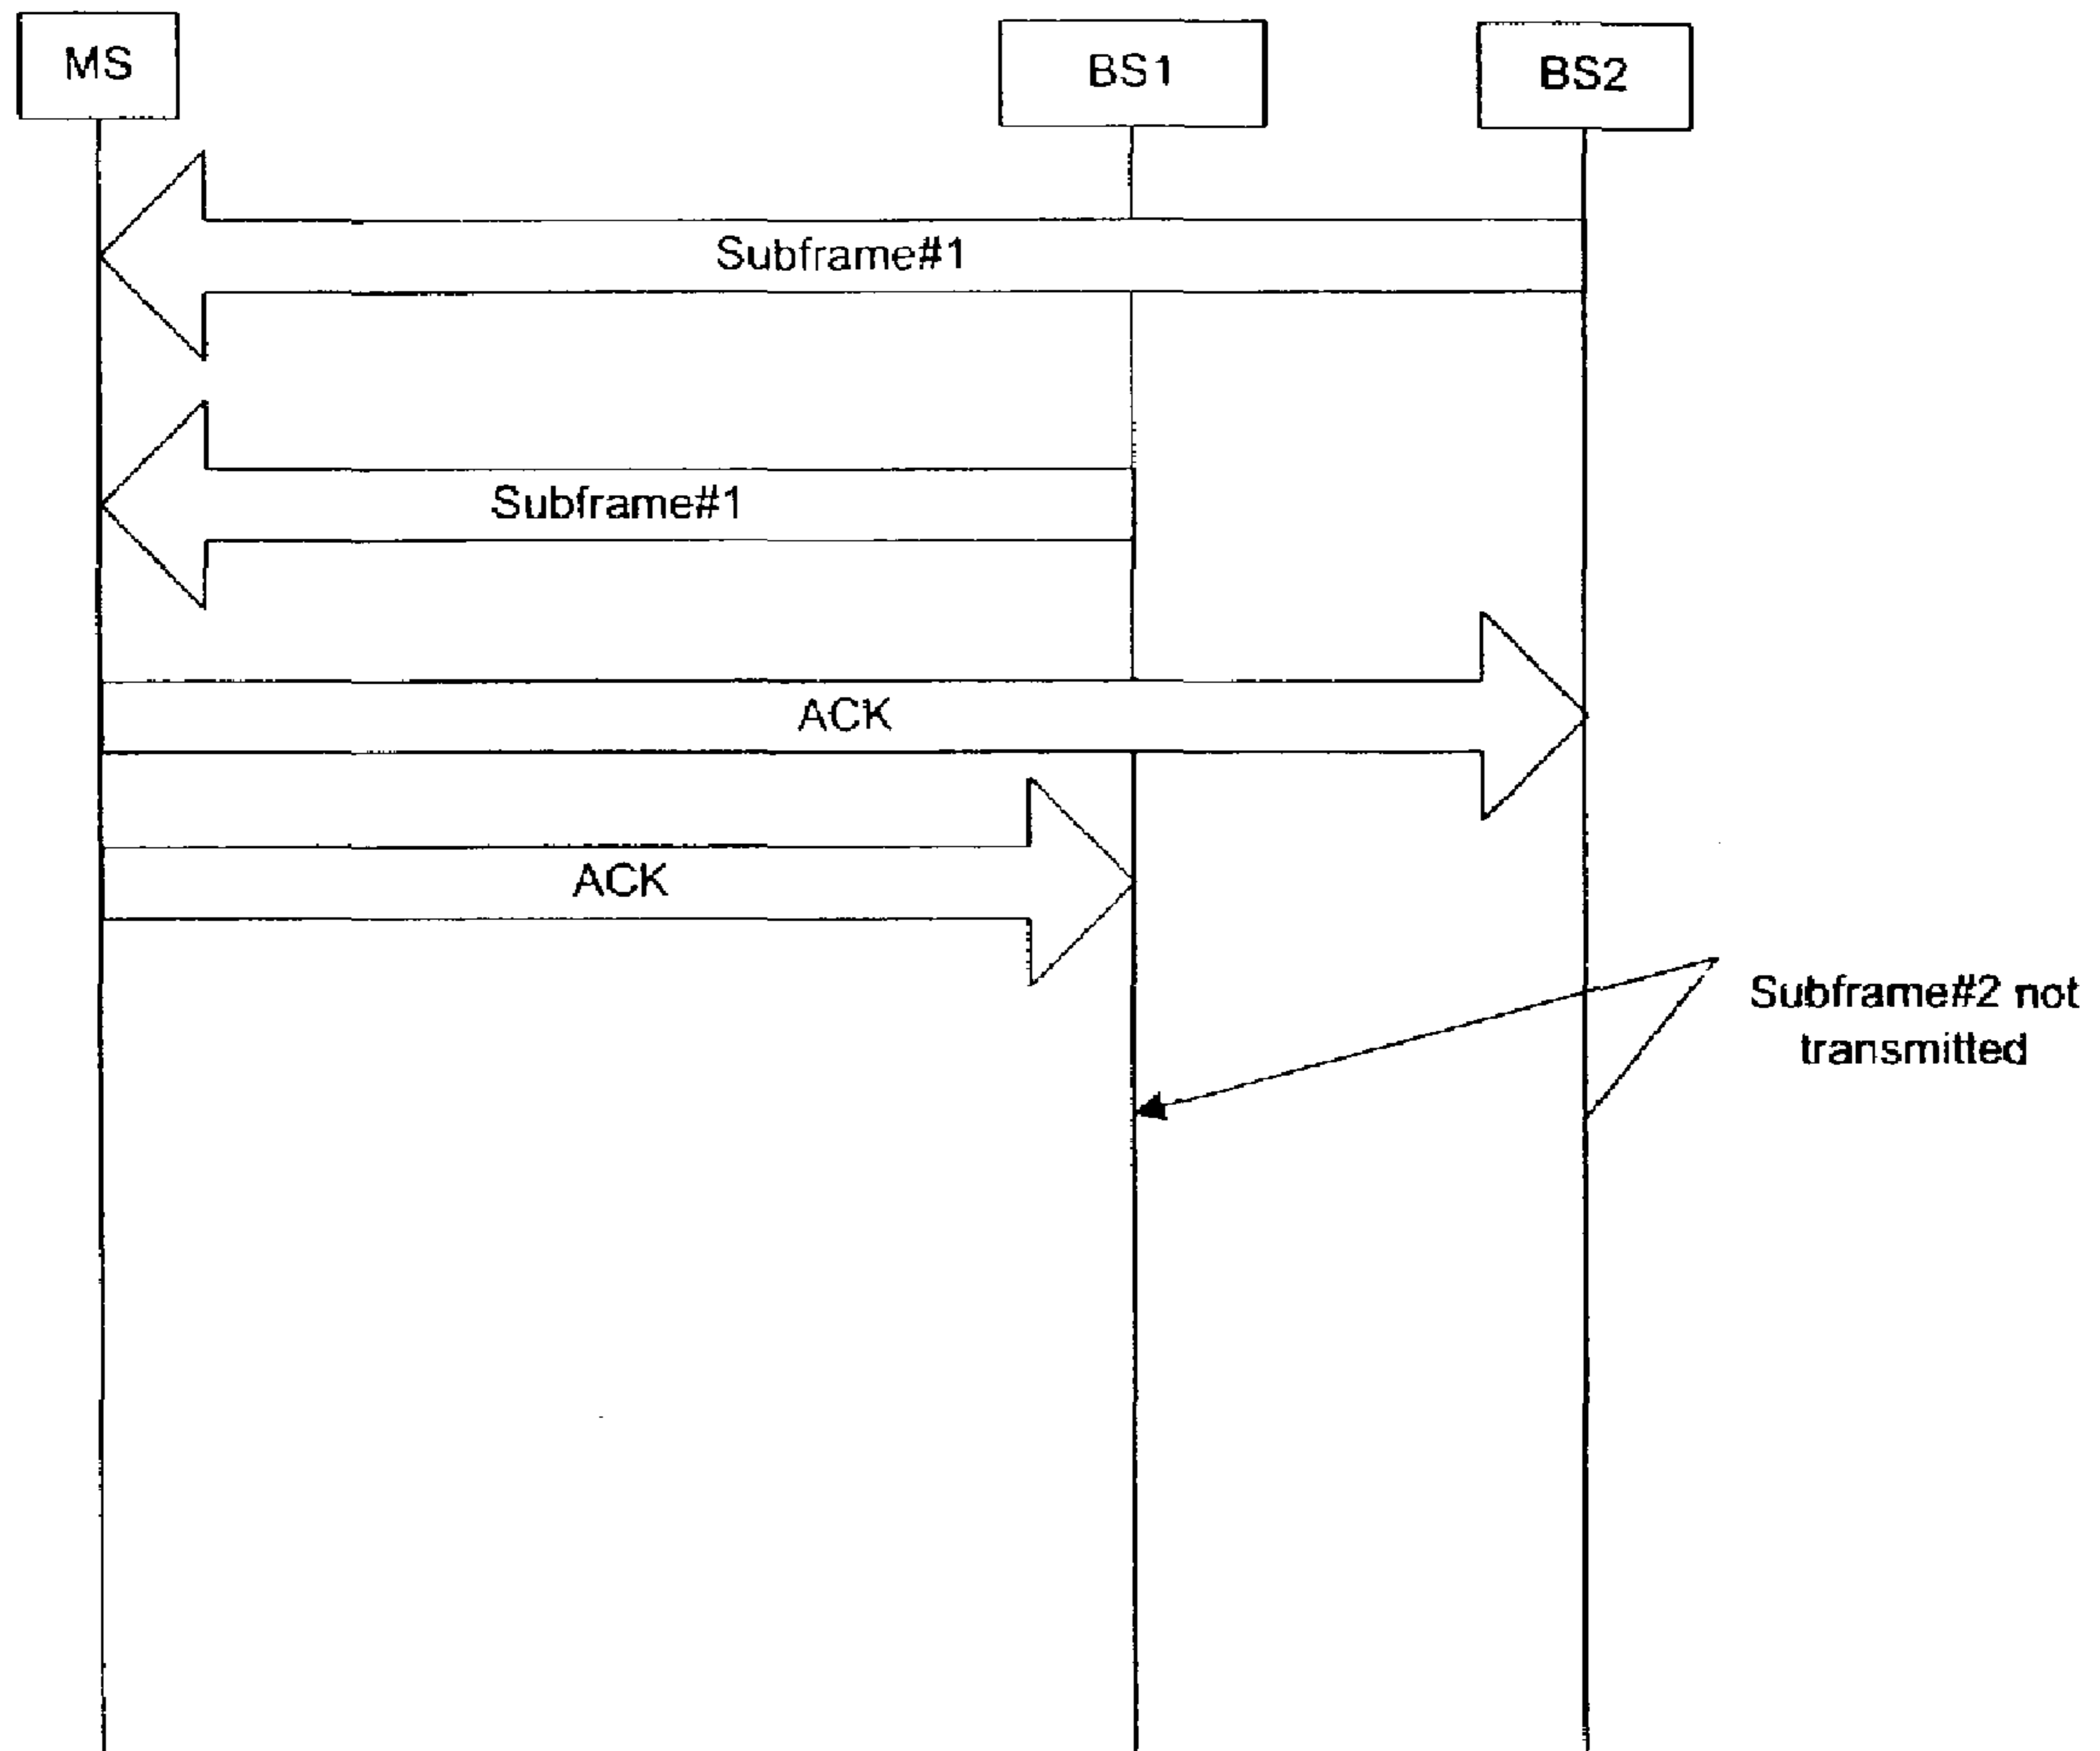 MS
BS1
BS2
Subframe#1
Subframe#1
ACK
ACK
Subframe#2 not
transmitted